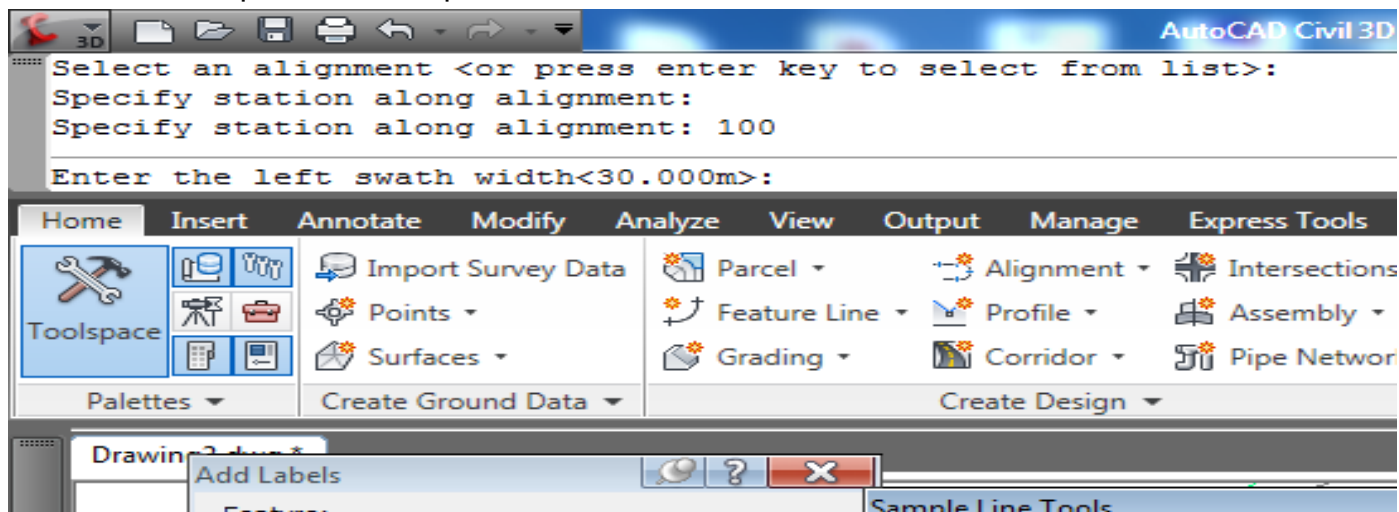 3D
AutoCAD Civil 3D
Select an alignment <or press enter key to select from list>:
Specify station along alignment:
Specify station along alignment: 100
Enter the left swath width<30.000m>:
Home Insert Annotate Modify Analyze View Output Manage Express Tools
Import Survey Data Parcel Alignment Intersections
Toolspace Points Feature Line Profile Assembly
Surfaces Grading Corridor Pipe Networ
Palettes Create Ground Data Create Design
Add Labels
Sample Line Tools